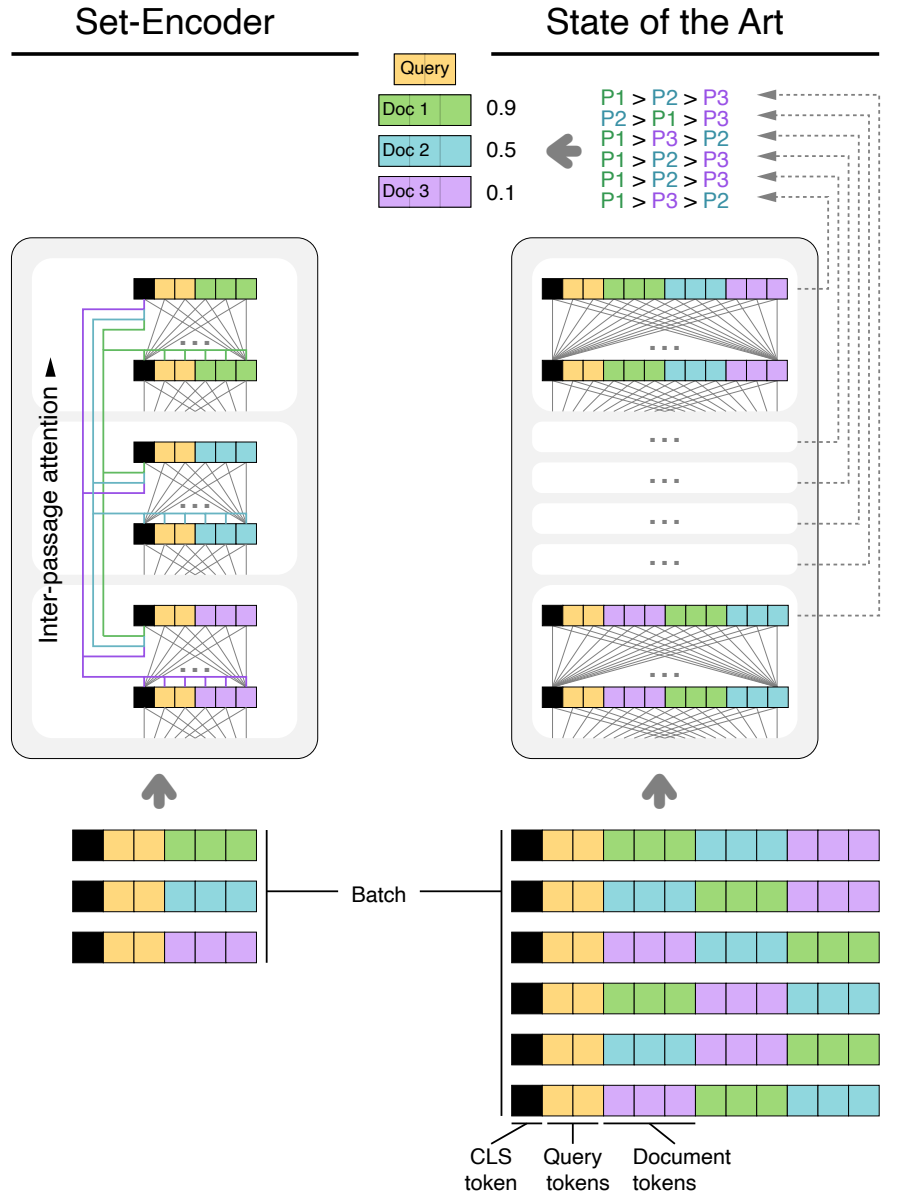 Set-Encoder
State of the Art
Query
Doc 1 0.9
Doc 2 0.5
Doc 3 0.1
P1 > P2 > P3
P2 > P1 > P3
P1 > P3 > P2
P1 > P2 > P3
P1 > P2 > P3
P1 > P3 > P2
Inter-passage attention
Batch
CLS token
Query tokens
Document tokens